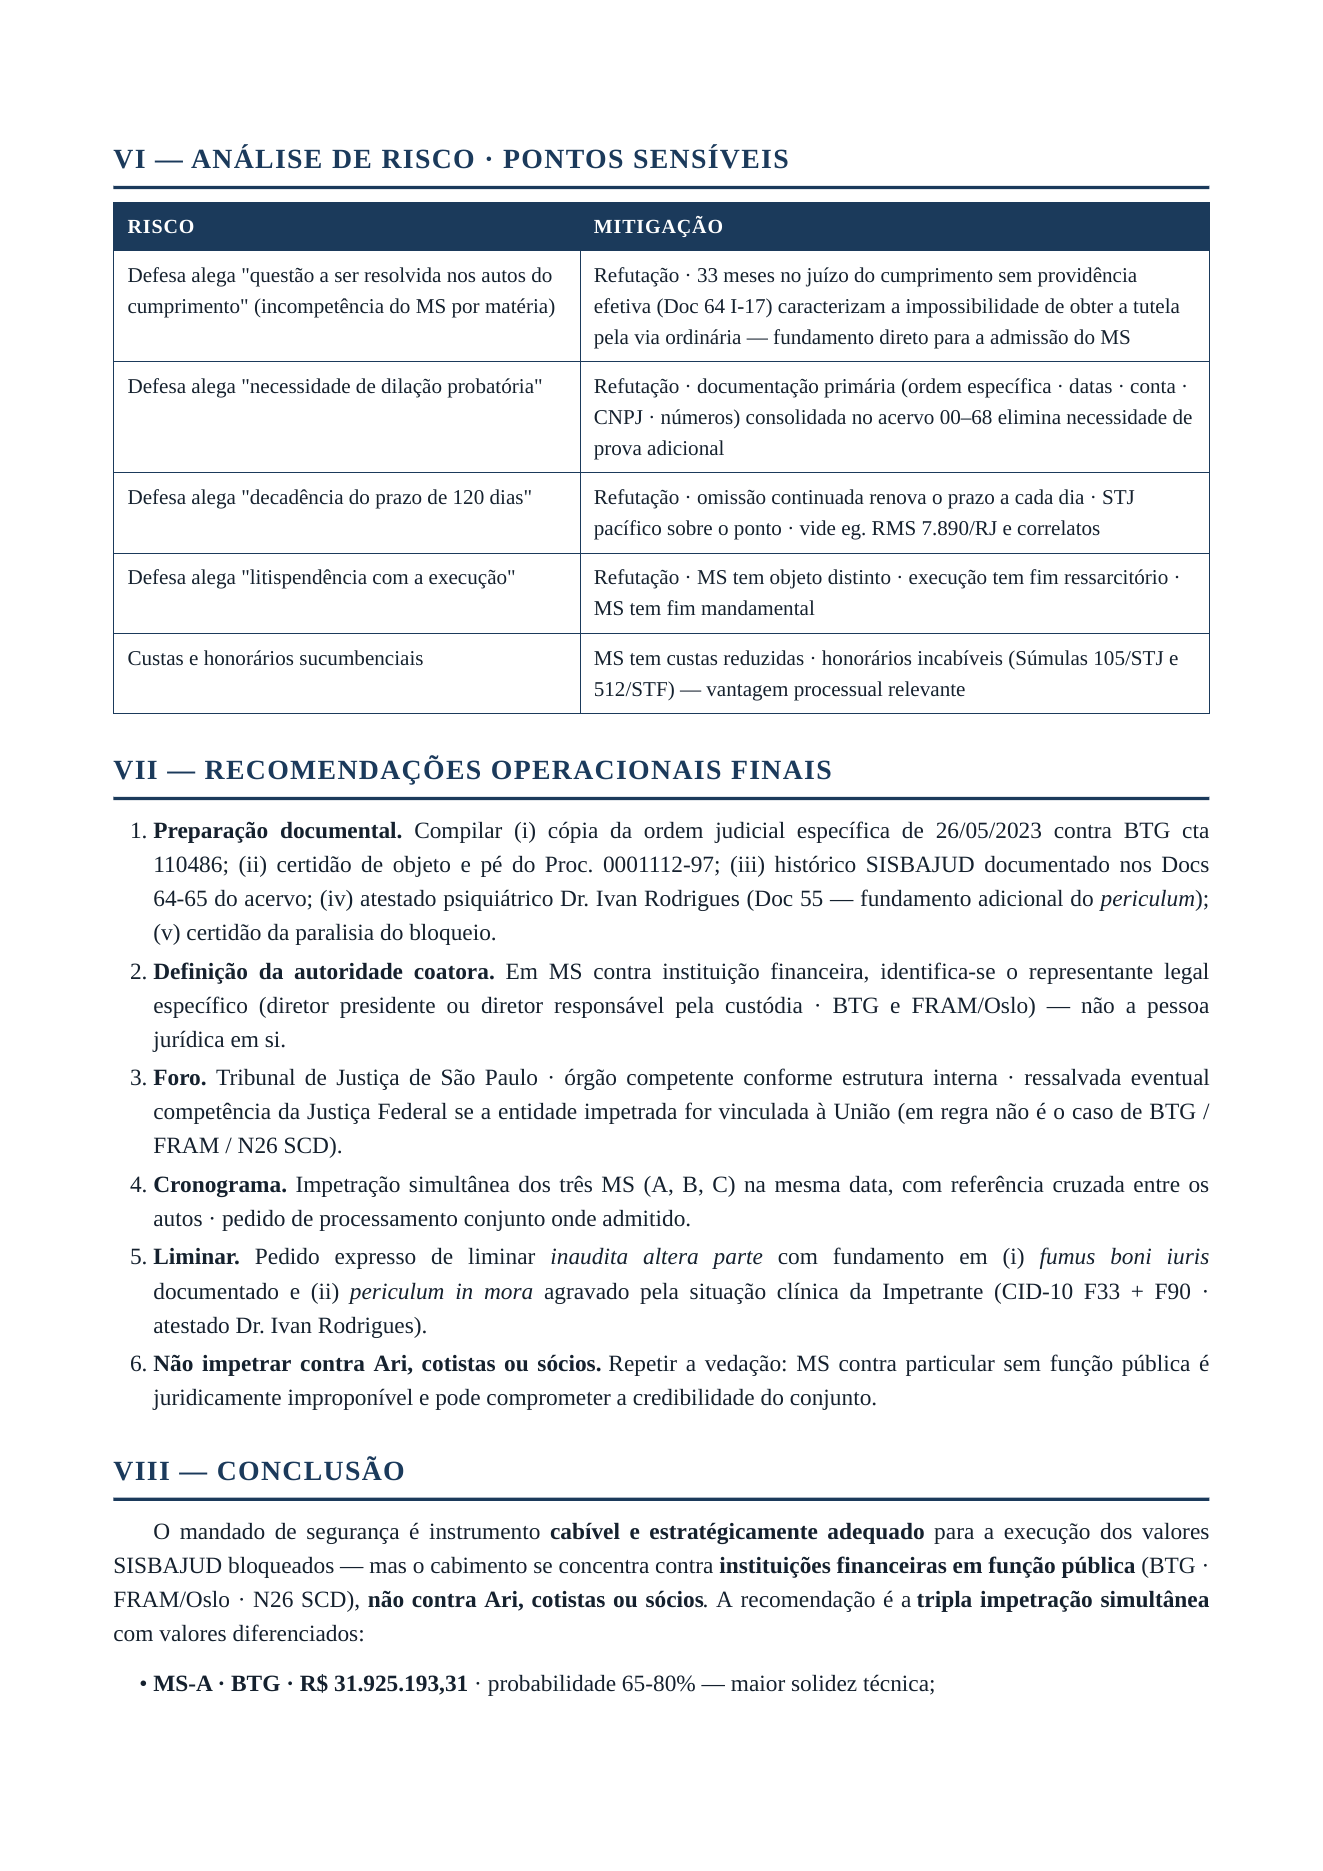 VI — ANÁLISE DE RISCO · PONTOS SENSÍVEIS
RISCO
MITIGAÇÃO
Defesa alega "questão a ser resolvida nos autos do
cumprimento" (incompetência do MS por matéria)
Refutação · 33 meses no juízo do cumprimento sem providência
efetiva (Doc 64 I-17) caracterizam a impossibilidade de obter a tutela
pela via ordinária — fundamento direto para a admissão do MS
Defesa alega "necessidade de dilação probatória"
Refutação · documentação primária (ordem específica · datas · conta ·
CNPJ · números) consolidada no acervo 00–68 elimina necessidade de
prova adicional
Defesa alega "decadência do prazo de 120 dias"
Refutação · omissão continuada renova o prazo a cada dia · STJ
pacífico sobre o ponto · vide eg. RMS 7.890/RJ e correlatos
Defesa alega "litispendência com a execução"
Refutação · MS tem objeto distinto · execução tem fim ressarcitório ·
MS tem fim mandamental
Custas e honorários sucumbenciais
MS tem custas reduzidas · honorários incabíveis (Súmulas 105/STJ e
512/STF) — vantagem processual relevante
VII — RECOMENDAÇÕES OPERACIONAIS FINAIS
1. Preparação documental. Compilar (i) cópia da ordem judicial específica de 26/05/2023 contra BTG cta
110486; (ii) certidão de objeto e pé do Proc. 0001112-97; (iii) histórico SISBAJUD documentado nos Docs
64-65 do acervo; (iv) atestado psiquiátrico Dr. Ivan Rodrigues (Doc 55 — fundamento adicional do periculum);
(v) certidão da paralisia do bloqueio.
2. Definição da autoridade coatora. Em MS contra instituição financeira, identifica-se o representante legal
específico (diretor presidente ou diretor responsável pela custódia · BTG e FRAM/Oslo) — não a pessoa
jurídica em si.
3. Foro. Tribunal de Justiça de São Paulo · órgão competente conforme estrutura interna · ressalvada eventual
competência da Justiça Federal se a entidade impetrada for vinculada à União (em regra não é o caso de BTG /
FRAM / N26 SCD).
4. Cronograma. Impetração simultânea dos três MS (A, B, C) na mesma data, com referência cruzada entre os
autos · pedido de processamento conjunto onde admitido.
5. Liminar. Pedido expresso de liminar inaudita altera parte com fundamento em (i) fumus boni iuris
documentado e (ii) periculum in mora agravado pela situação clínica da Impetrante (CID-10 F33 + F90 ·
atestado Dr. Ivan Rodrigues).
6. Não impetrar contra Ari, cotistas ou sócios. Repetir a vedação: MS contra particular sem função pública é
juridicamente improponível e pode comprometer a credibilidade do conjunto.
VIII — CONCLUSÃO
O mandado de segurança é instrumento cabível e estratégicamente adequado para a execução dos valores
SISBAJUD bloqueados — mas o cabimento se concentra contra instituições financeiras em função pública (BTG ·
FRAM/Oslo · N26 SCD), não contra Ari, cotistas ou sócios. A recomendação é a tripla impetração simultânea
com valores diferenciados:
• MS-A · BTG · R$ 31.925.193,31 · probabilidade 65-80% — maior solidez técnica;